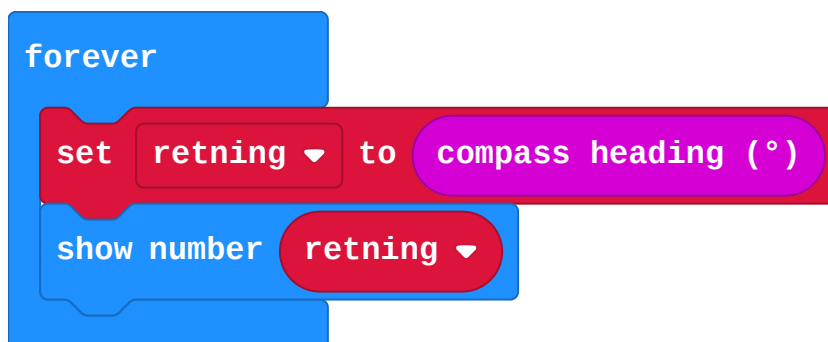 forever
set retning to compass heading (°)
show number retning